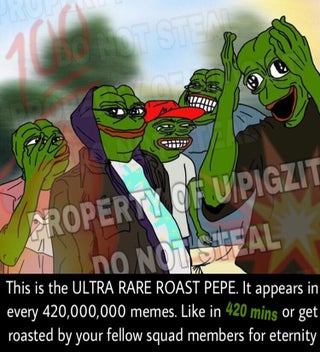 100
PROPERTY OF UPIGZIT
DO NOT STEAL
This is the ULTRA RARE ROAST PEPE. It appears in
every 420,000,000 memes. Like in 420 mins or get
roasted by your fellow squad members for eternity